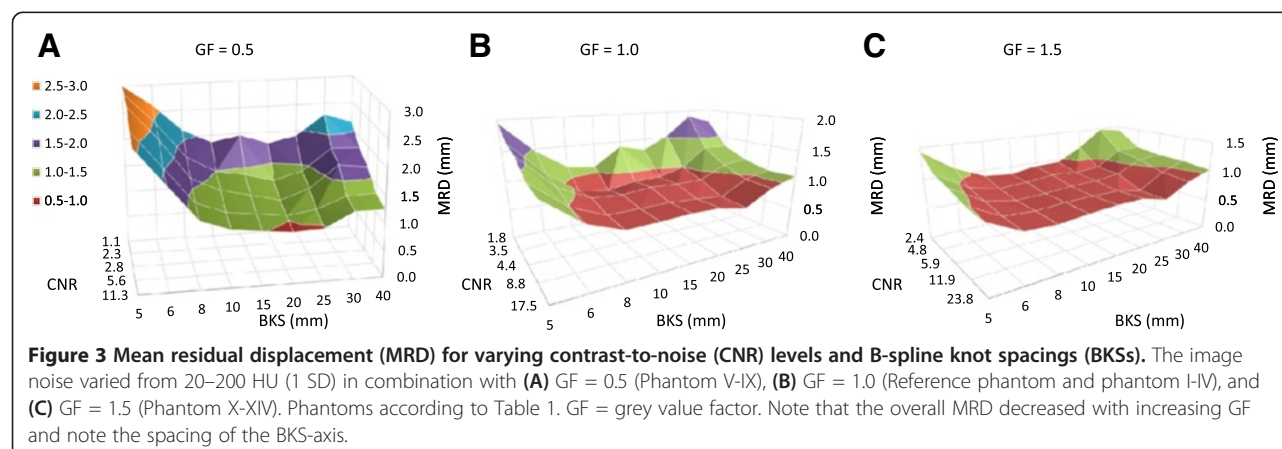 A
GF = 0.5
B
GF = 1.0
C
GF = 1.5
2.5-3.0
2.0-2.5
1.5-2.0
1.0-1.5
0.5-1.0
3.0
2.5
2.0
1.5
1.0
0.5
0.0
MRD (mm)
1.1
2.3
2.8
5.6
11.3
CNR
5 6 8 10 15 20 25 30 40
BKS (mm)
2.0
1.5
1.0
0.5
0.0
MRD (mm)
1.8
3.5
4.4
8.8
17.5
CNR
5 6 8 10 15 20 25 30 40
BKS (mm)
1.5
1.0
0.5
0.0
MRD (mm)
2.4
4.8
5.9
11.9
23.8
CNR
5 6 8 10 15 20 25 30 40
BKS (mm)
Figure 3 Mean residual displacement (MRD) for varying contrast-to-noise (CNR) levels and B-spline knot spacings (BKSs). The image
noise varied from 20–200 HU (1 SD) in combination with (A) GF = 0.5 (Phantom V-IX), (B) GF = 1.0 (Reference phantom and phantom I-IV), and
(C) GF = 1.5 (Phantom X-XIV). Phantoms according to Table 1. GF = grey value factor. Note that the overall MRD decreased with increasing GF
and note the spacing of the BKS-axis.